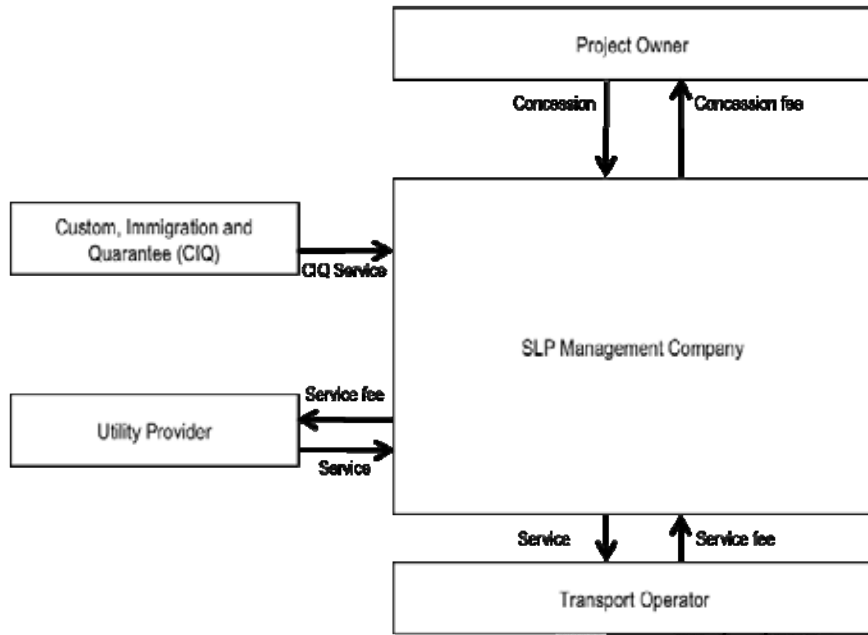 Project Owner
Concession
Concession fee
Custom, Immigration and
Quarantee (CIQ)
CIQ Service
SLP Management Company
Service fee
Utility Provider
Service
Service
Service fee
Transport Operator